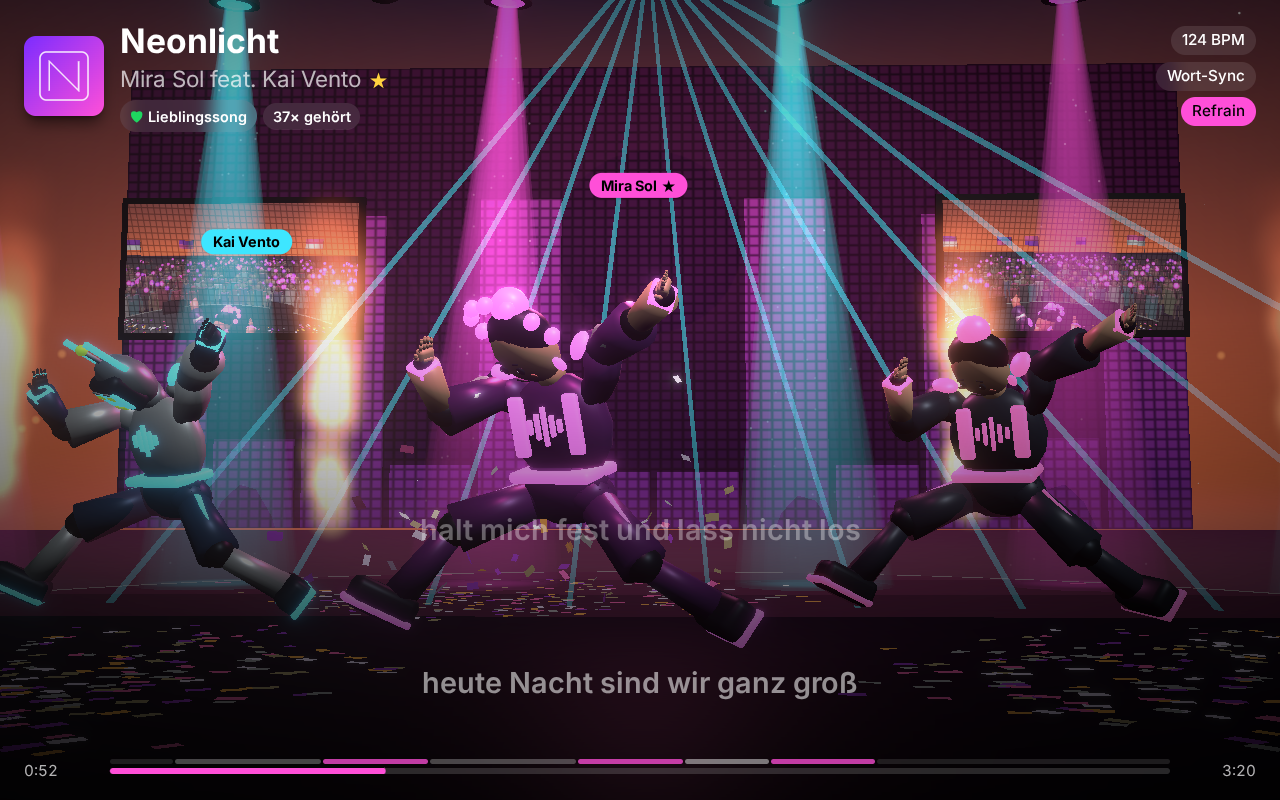 N
Neonlicht
Mira Sol feat. Kai Vento ★
Lieblingssong
37× gehört
124 BPM
Wort-Sync
Refrain
Mira Sol ★
Kai Vento
halt mich fest und lass nicht los
heute Nacht sind wir ganz groß
0:52
3:20